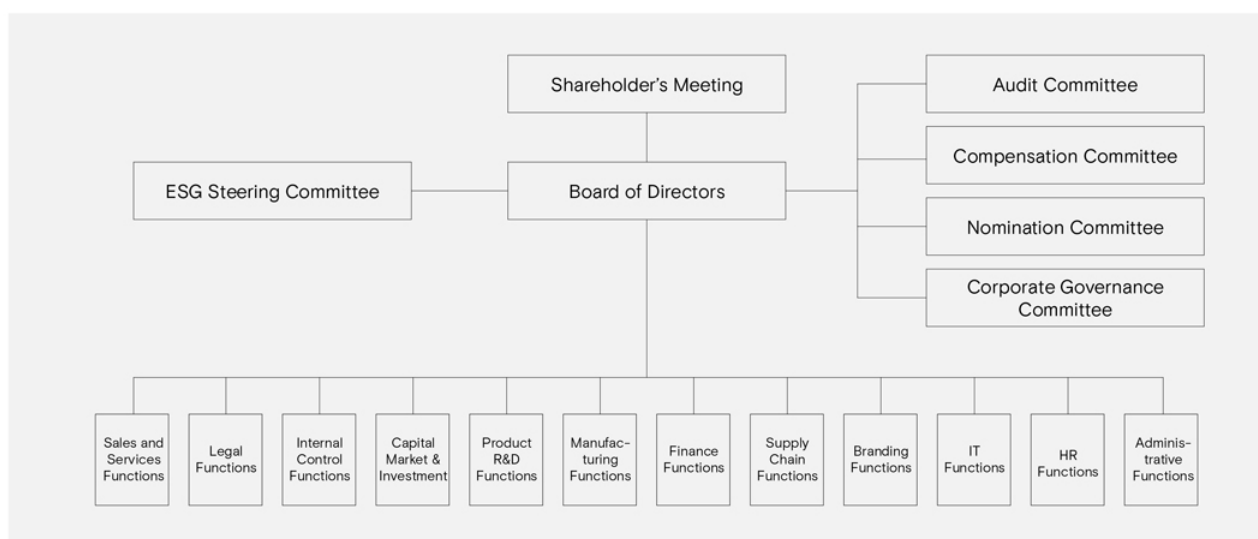 Shareholder's Meeting
Audit Committee
Compensation Committee
ESG Steering Committee
Board of Directors
Nomination Committee
Corporate Governance
Committee
Sales and
Services
Functions
Legal
Functions
Internal
Control
Functions
Capital
Market &
Investment
Product
R&D
Functions
Manufac-
turing
Functions
Finance
Functions
Supply
Chain
Functions
Branding
Functions
IT
Functions
HR
Functions
Adminis-
trative
Functions